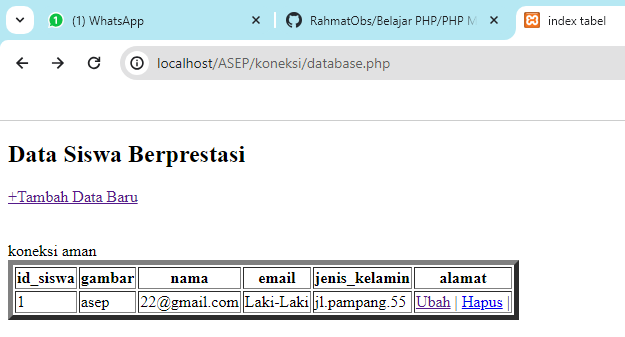 (1) WhatsApp
RahmatObs/Belajar PHP/PHP M
index tabel
localhost/ASEP/koneksi/database.php
Data Siswa Berprestasi
+Tambah Data Baru
koneksi aman
id_siswa gambar nama email jenis_kelamin alamat
1 asep 22@gmail.com Laki-Laki jl.pampang.55 Ubah | Hapus |